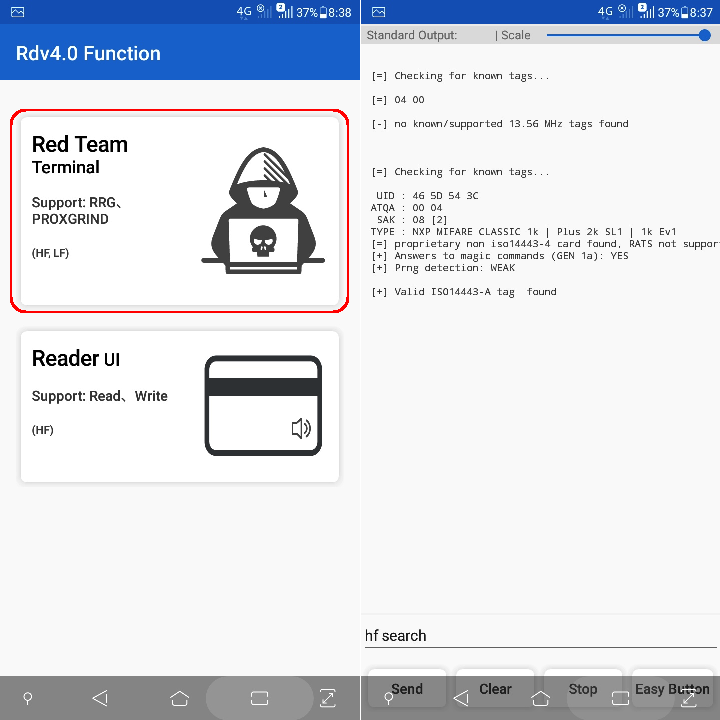 4G 2 37% 8:38
Rdv4.0 Function
Red Team
Terminal
Support: RRG、
PROXGRIND
(HF, LF)
Reader UI
Support: Read、Write
(HF)
4G 2 37% 8:37
Standard Output: | Scale
[=] Checking for known tags...
[=] 04 00
[-] no known/supported 13.56 MHz tags found
[=] Checking for known tags...
UID : 46 5D 54 3C
ATQA : 00 04
SAK : 08 [2]
TYPE : NXP MIFARE CLASSIC 1k | Plus 2k SL1 | 1k Ev1
[=] proprietary non iso14443-4 card found, RATS not suppor
[+] Answers to magic commands (GEN 1a): YES
[+] Prng detection: WEAK
[+] Valid ISO14443-A tag found
hf search
Send Clear Stop Easy Button